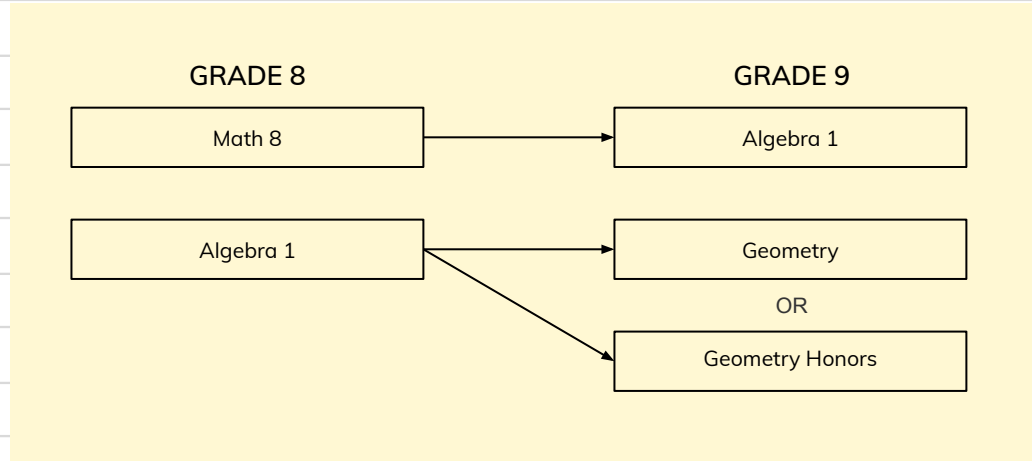 GRADE 8
GRADE 9
Math 8
Algebra 1
Algebra 1
Geometry
OR
Geometry Honors